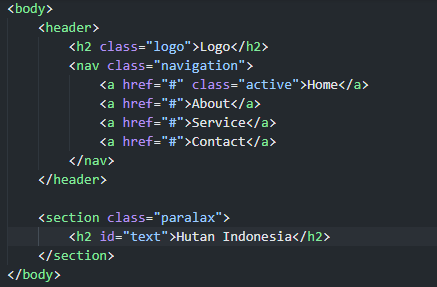 <body>
<header>
<h2 class="logo">Logo</h2>
<nav class="navigation">
<a href="#" class="active">Home</a>
<a href="#">About</a>
<a href="#">Service</a>
<a href="#">Contact</a>
</nav>
</header>
<section class="paralax">
<h2 id="text">Hutan Indonesia</h2>
</section>
</body>